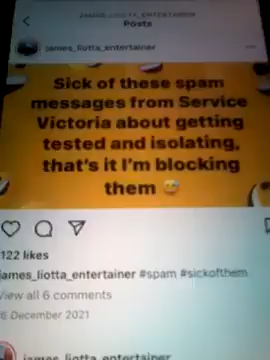 JAMES_LIOTTA_ENTERTAINER
Posts
james_liotta_entertainer
Sick of these spam
messages from Service
Victoria about getting
tested and isolating,
that's it I'm blocking
them 😅
122 likes
james_liotta_entertainer #spam #sickofthem
View all 6 comments
6 December 2021
james_liotta_entertainer